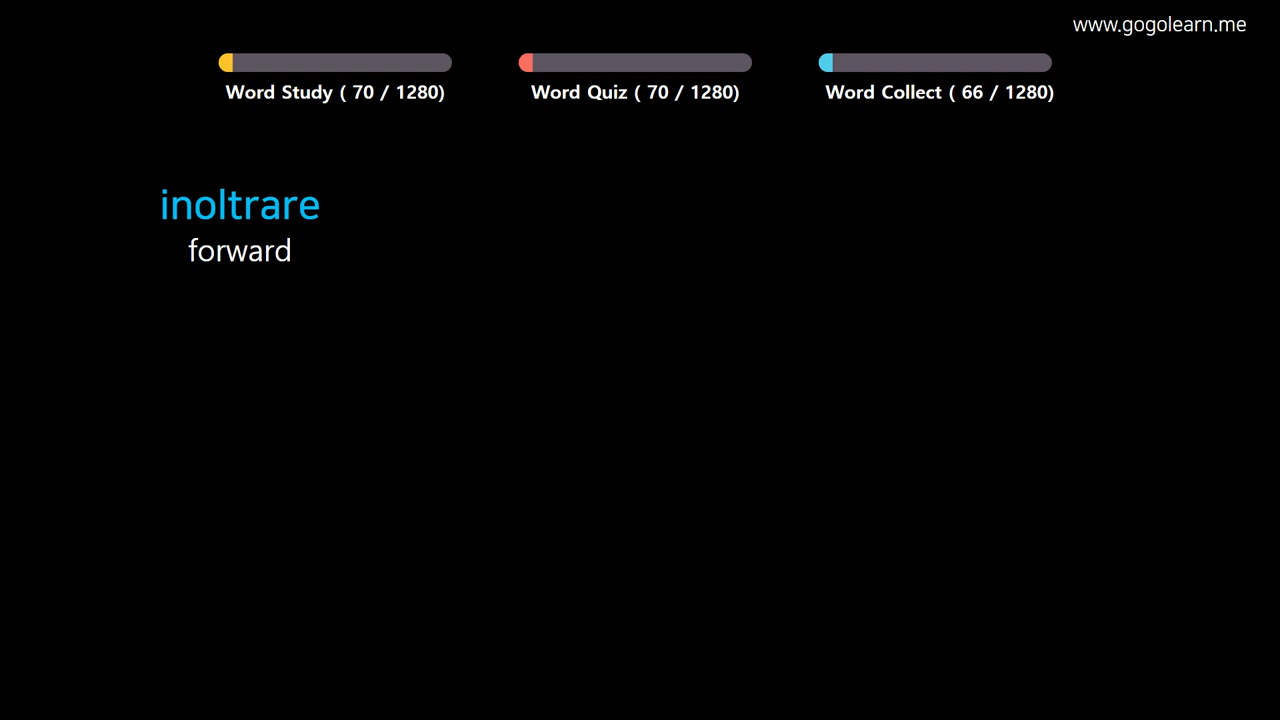 www.gogolearn.me
Word Study ( 70 / 1280)
Word Quiz ( 70 / 1280)
Word Collect ( 66 / 1280)
inoltrare
forward